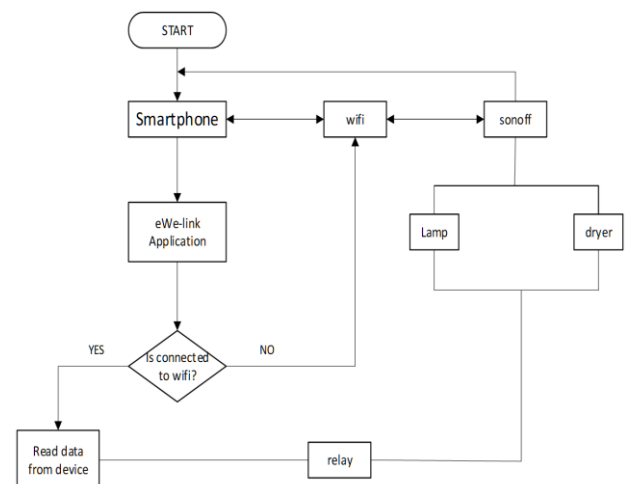 START
Smartphone
wifi
sonoff
eWe-link
Application
Lamp
dryer
YES
Is connected
to wifi?
NO
Read data
from device
relay